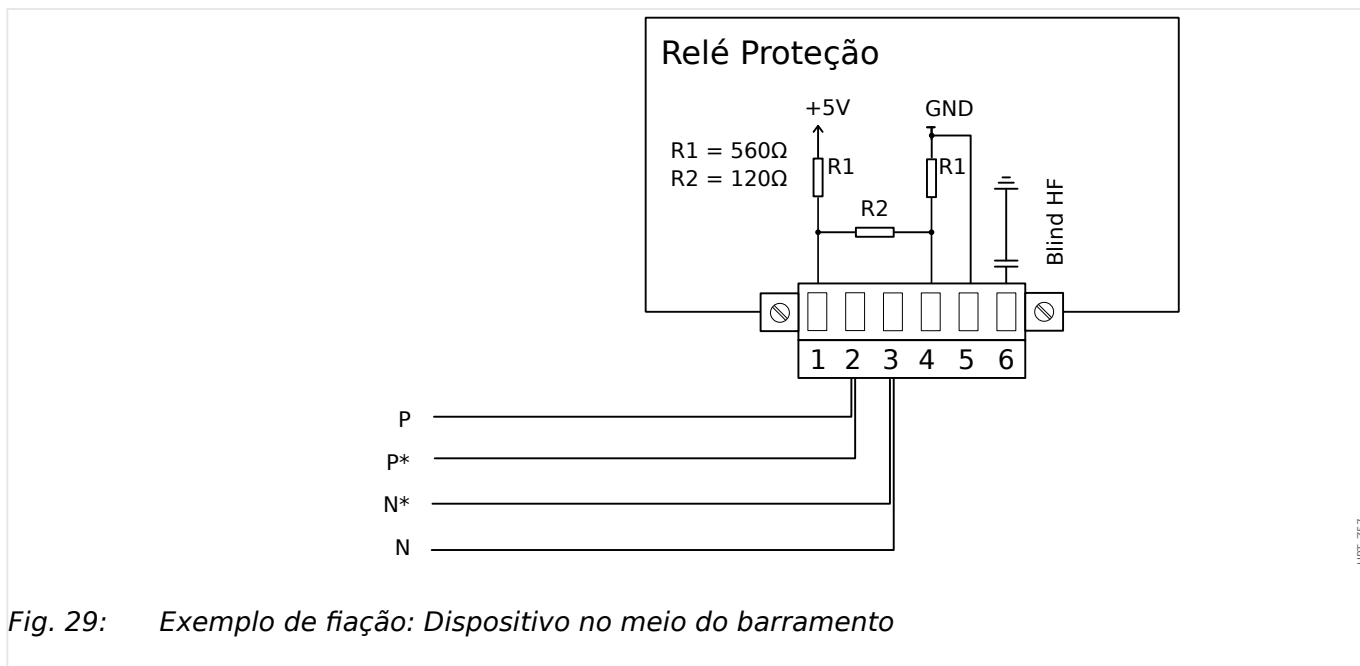 Relé Proteção
+5V
GND
R1 = 560Ω
R2 = 120Ω
R1
R1
R2
Blind HF
1 2 3 4 5 6
P
P*
N*
N
Fig. 29: Exemplo de fiação: Dispositivo no meio do barramento